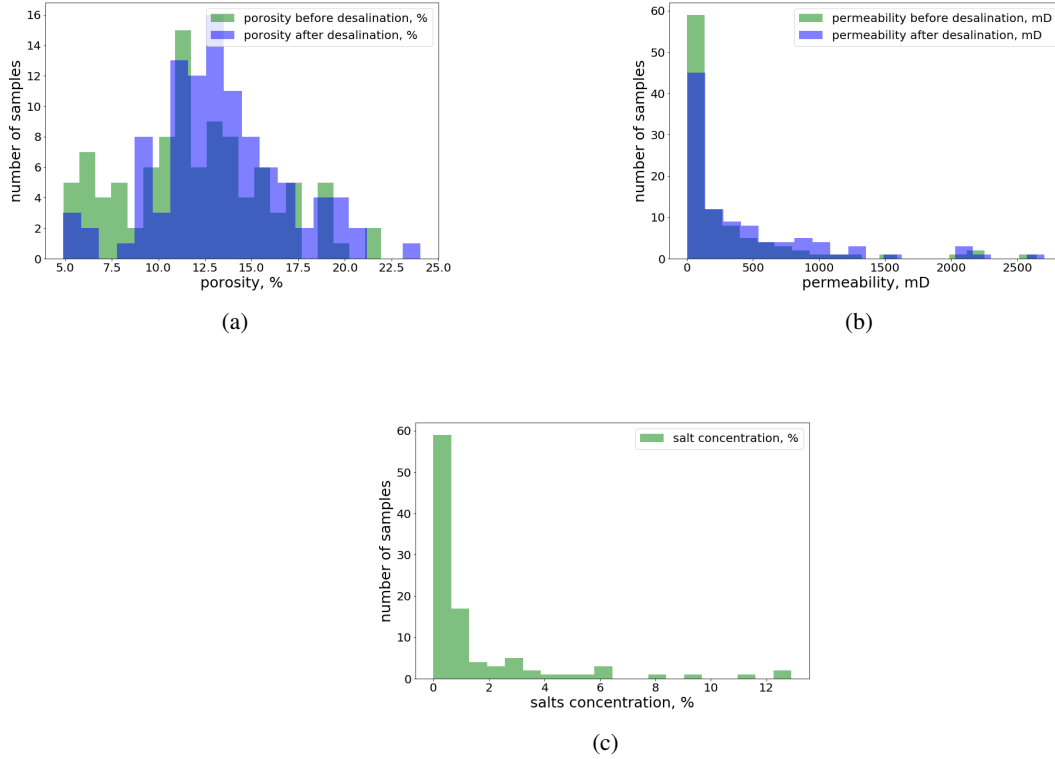 16
14
12
10
8
6
4
2
0
number of samples
porosity before desalination, %
porosity after desalination, %
5.0 7.5 10.0 12.5 15.0 17.5 20.0 22.5 25.0
porosity, %
(a)
60
50
40
30
20
10
0
number of samples
permeability before desalination, mD
permeability after desalination, mD
0 500 1000 1500 2000 2500
permeability, mD
(b)
60
50
40
30
20
10
0
number of samples
salt concentration, %
0 2 4 6 8 10 12
salts concentration, %
(c)